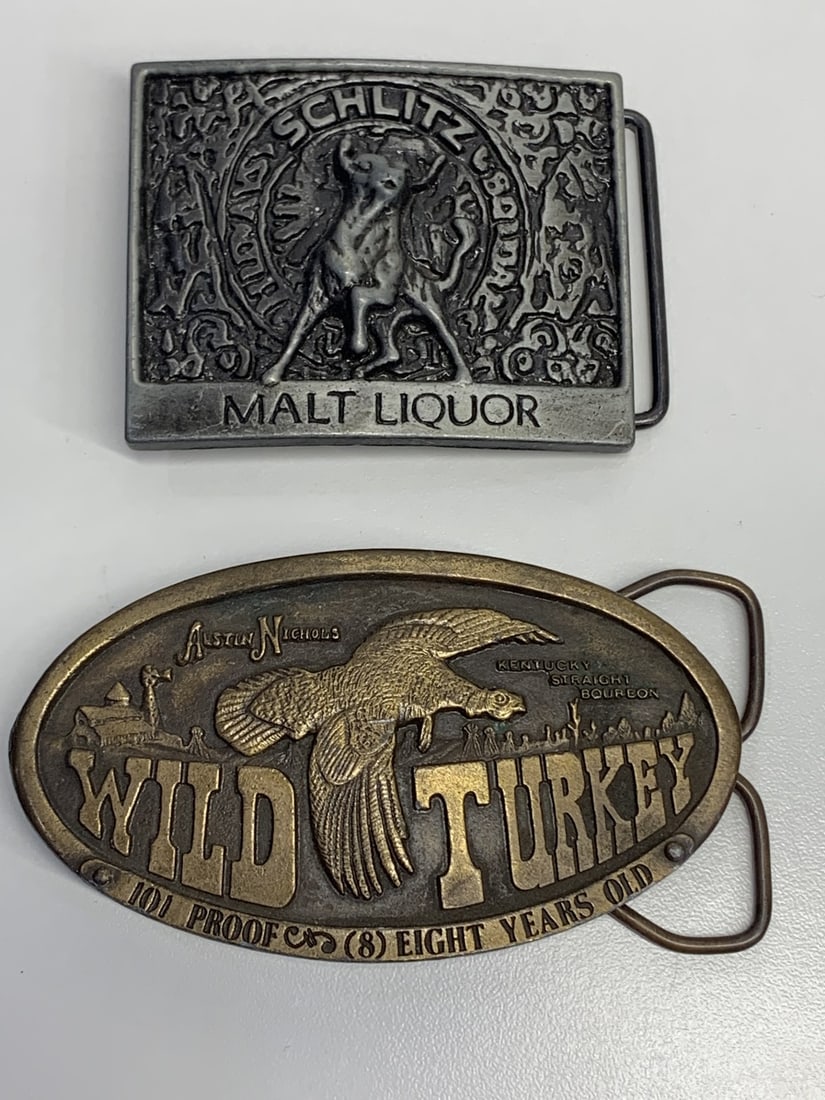 SCHLITZ
MALT LIQUOR
AUSTIN NICHOLS
KENTUCKY
STRAIGHT
BOURBON
WILD TURKEY
101 PROOF (8) EIGHT YEARS OLD